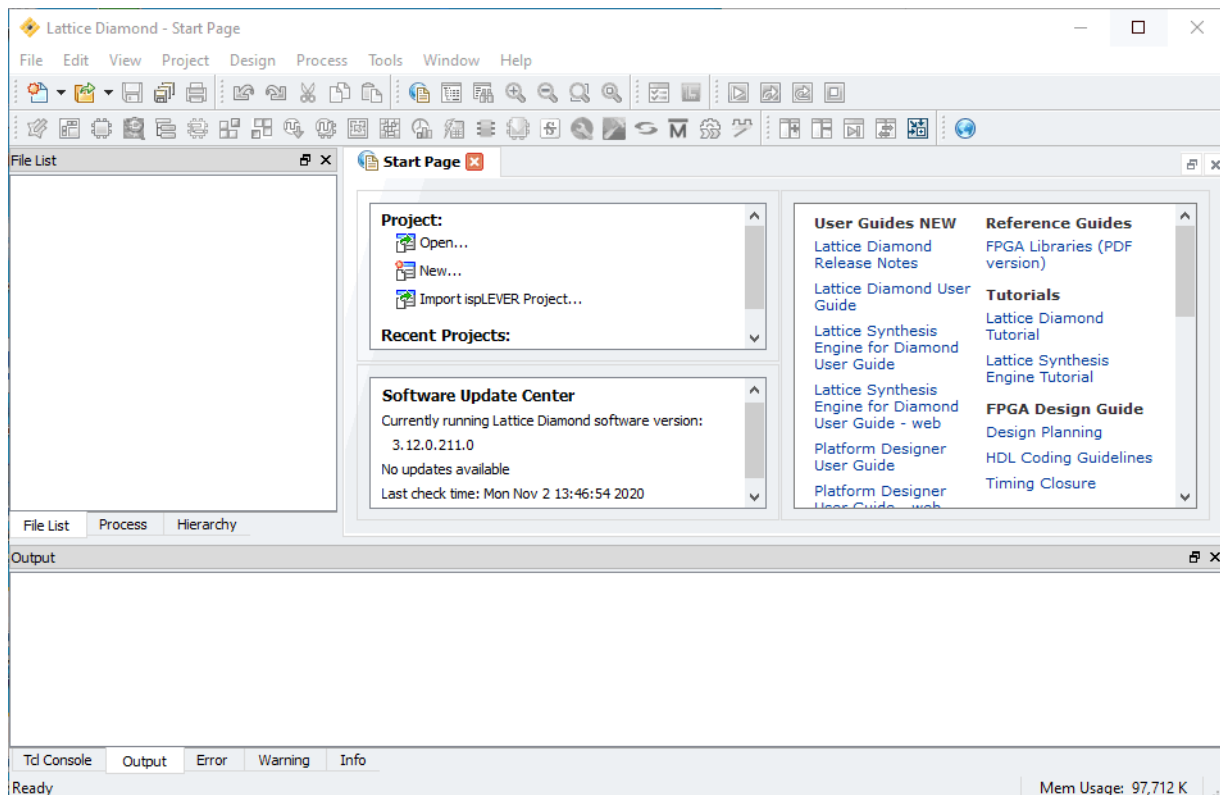 Lattice Diamond - Start Page
File Edit View Project Design Process Tools Window Help
File List
Start Page
Project:
Open...
New...
Import ispLEVER Project...
Recent Projects:
Software Update Center
Currently running Lattice Diamond software version:
3.12.0.211.0
No updates available
Last check time: Mon Nov 2 13:46:54 2020
User Guides NEW
Lattice Diamond
Release Notes
Lattice Diamond User
Guide
Lattice Synthesis
Engine for Diamond
User Guide
Lattice Synthesis
Engine for Diamond
User Guide - web
Platform Designer
User Guide
Platform Designer
User Guide - web
Reference Guides
FPGA Libraries (PDF
version)
Tutorials
Lattice Diamond
Tutorial
Lattice Synthesis
Engine Tutorial
FPGA Design Guide
Design Planning
HDL Coding Guidelines
Timing Closure
File List Process Hierarchy
Output
Tcl Console Output Error Warning Info
Ready
Mem Usage: 97,712 K